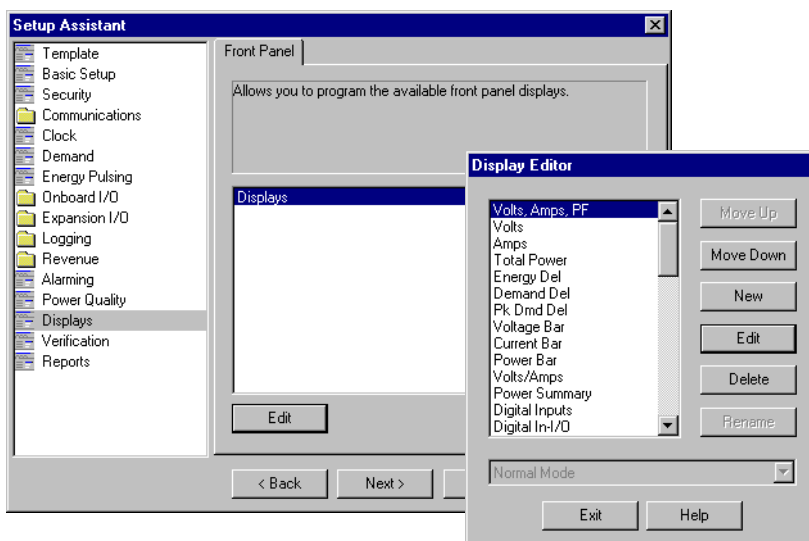 Setup Assistant
Template
Basic Setup
Security
Communications
Clock
Demand
Energy Pulsing
Onboard I/O
Expansion I/O
Logging
Revenue
Alarming
Power Quality
Displays
Verification
Reports
Front Panel
Allows you to program the available front panel displays.
Displays
Edit
< Back
Next >
Display Editor
Volts, Amps, PF
Volts
Amps
Total Power
Energy Del
Demand Del
Pk Dmd Del
Voltage Bar
Current Bar
Power Bar
Volts/Amps
Power Summary
Digital Inputs
Digital In-I/O
Move Up
Move Down
New
Edit
Delete
Rename
Normal Mode
Exit
Help